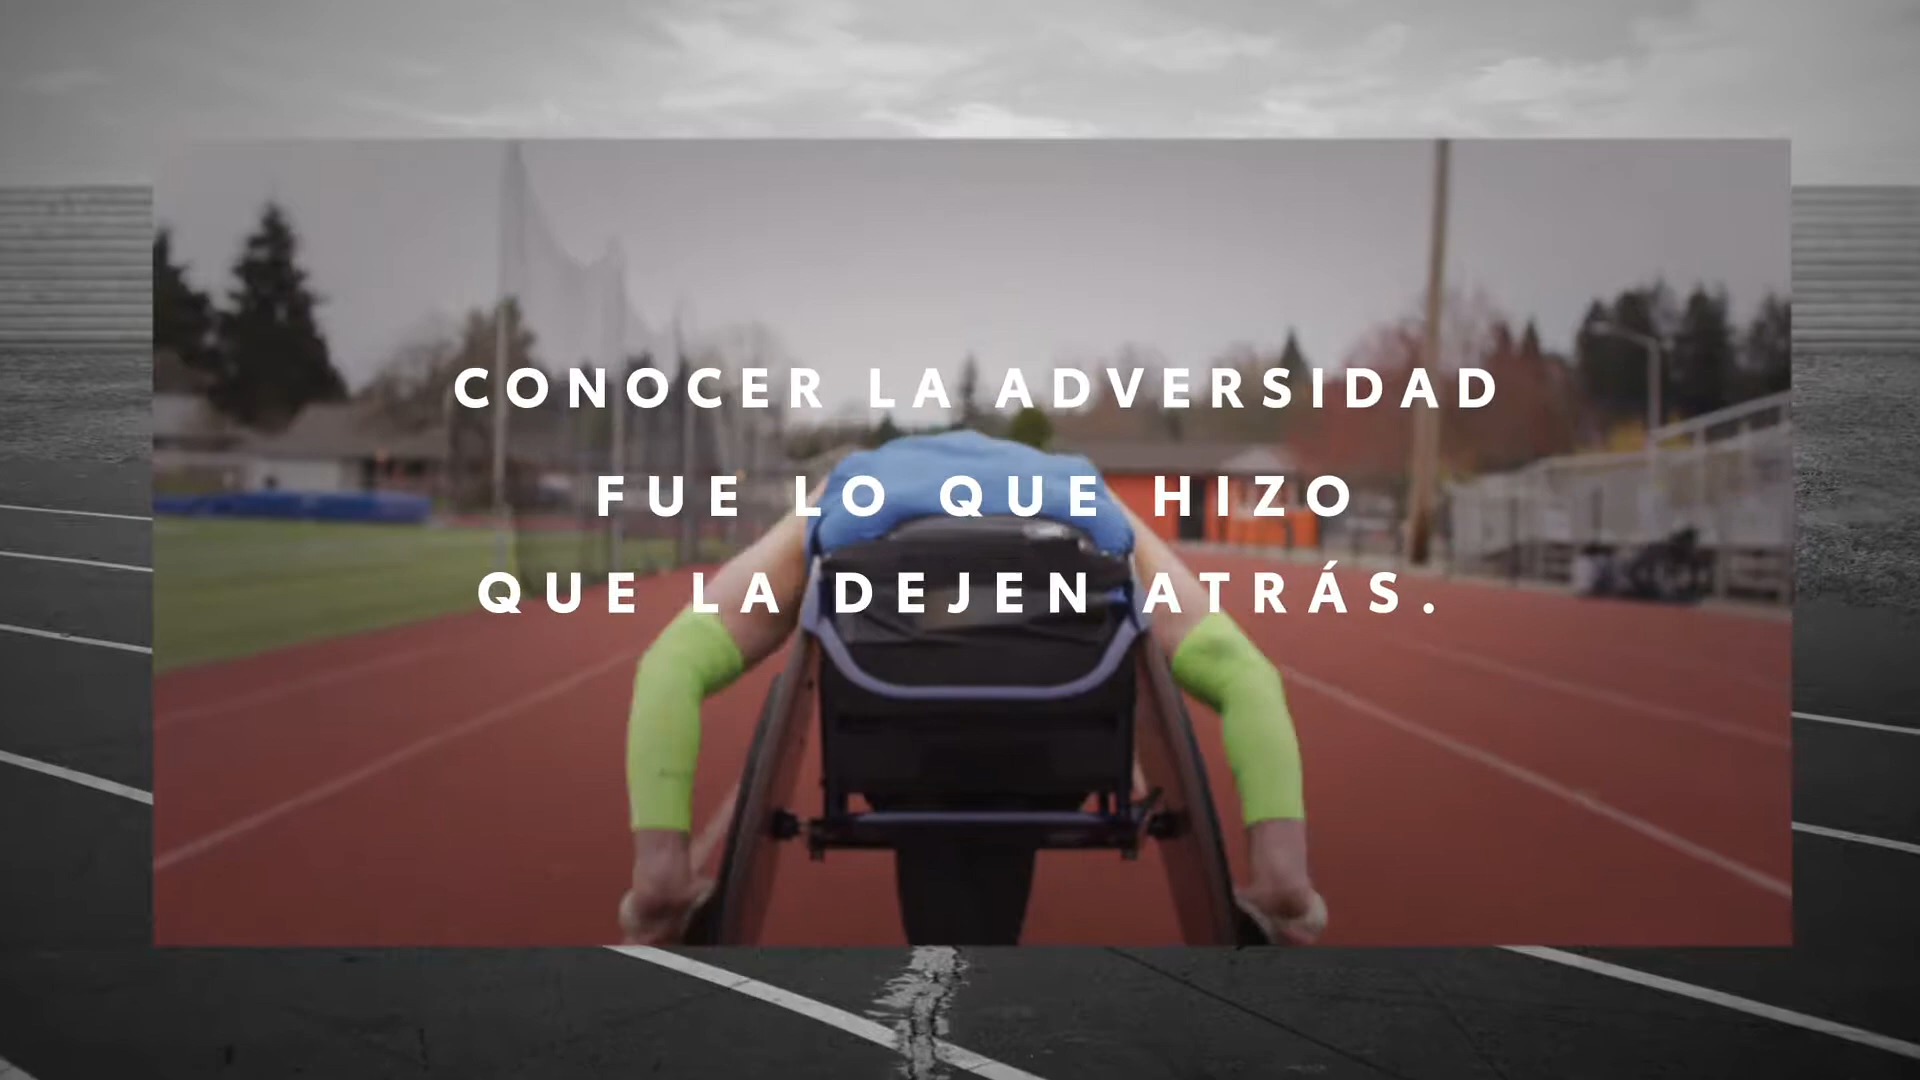 CONOCER LA ADVERSIDAD
FUE LO QUE HIZO
QUE LA DEJEN ATRÁS.